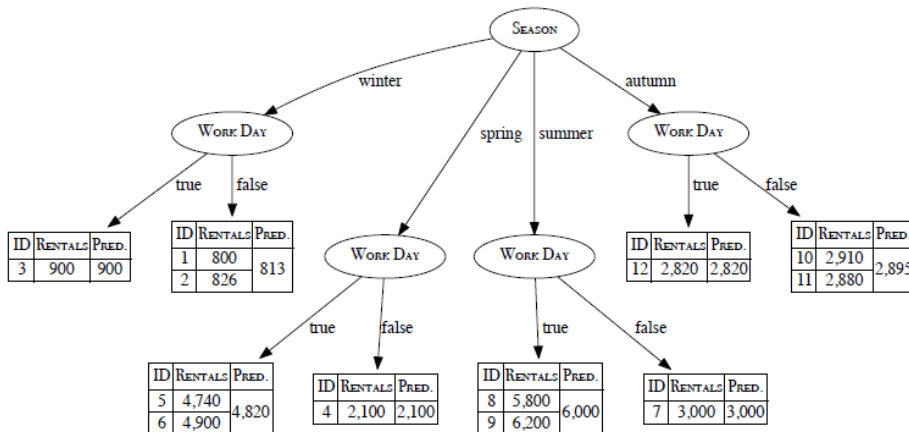 SEASON
winter
autumn
spring
summer
WORK DAY
WORK DAY
true
false
true
false
ID RENTALS PRED.
3 900 900
ID RENTALS PRED.
1 800
813
2 826
WORK DAY
WORK DAY
ID RENTALS PRED.
12 2,820 2,820
ID RENTALS PRED.
10 2,910
2,895
11 2,880
true
false
true
false
ID RENTALS PRED.
5 4,740
4,820
6 4,900
ID RENTALS PRED.
4 2,100 2,100
ID RENTALS PRED.
8 5,800
6,000
9 6,200
ID RENTALS PRED.
7 3,000 3,000